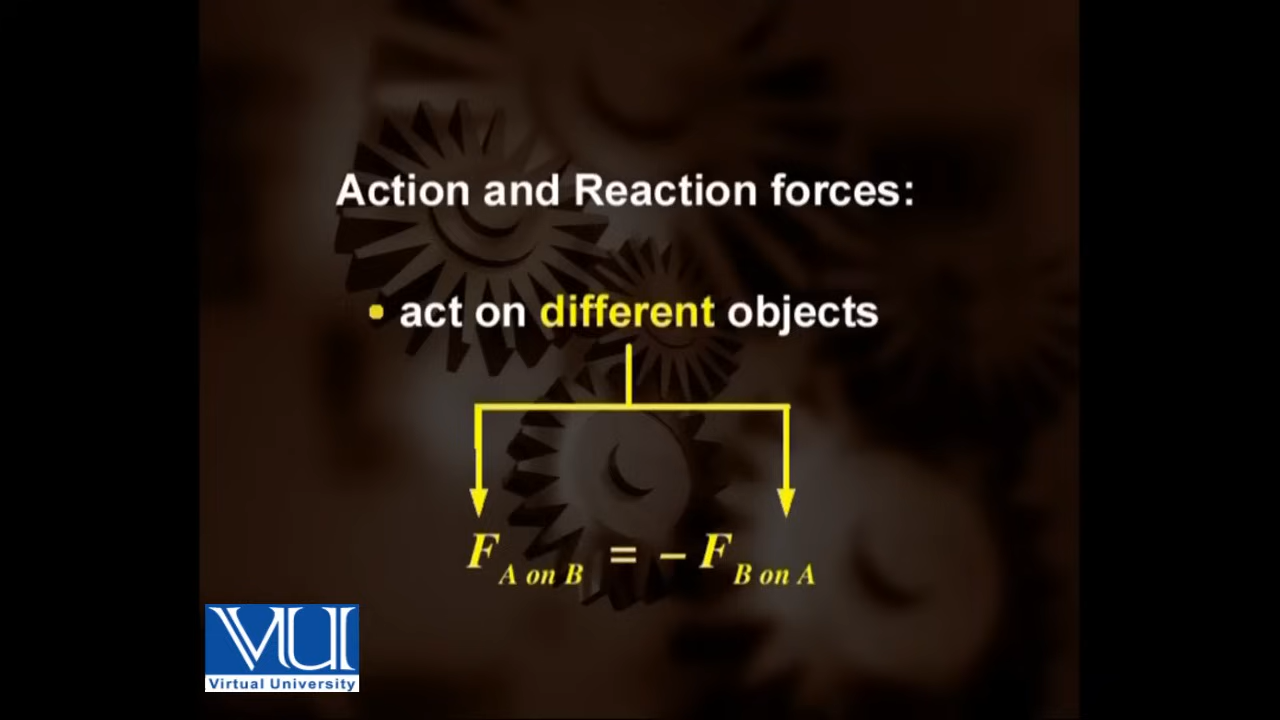 Action and Reaction forces:
• act on different objects
F A on B = – F B on A
VU
Virtual University